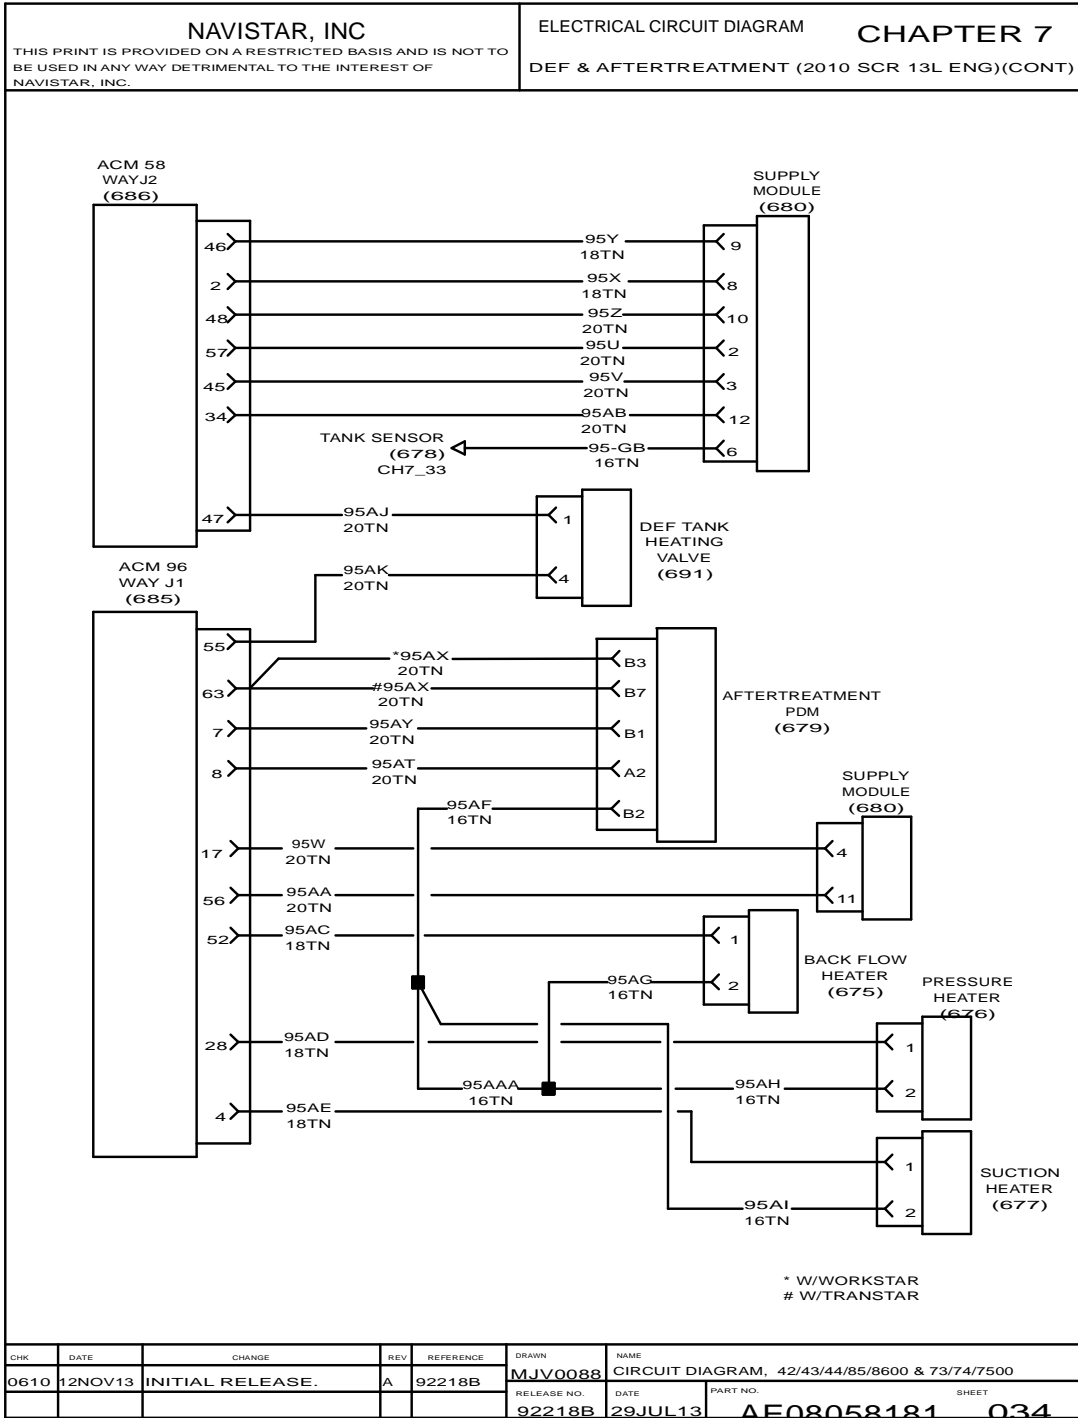 NAVISTAR, INC
THIS PRINT IS PROVIDED ON A RESTRICTED BASIS AND IS NOT TO
BE USED IN ANY WAY DETRIMENTAL TO THE INTEREST OF
NAVISTAR, INC.
ELECTRICAL CIRCUIT DIAGRAM
CHAPTER 7
DEF & AFTERTREATMENT (2010 SCR 13L ENG)(CONT)
ACM 58
WAYJ2
(686)
SUPPLY
MODULE
(680)
46
95Y
18TN
9
2
95X
18TN
8
48
95Z
20TN
10
57
95U
20TN
2
45
95V
20TN
3
34
95AB
20TN
12
TANK SENSOR
(678)
CH7_33
95-GB
16TN
6
47
95AJ
20TN
1
DEF TANK
HEATING
VALVE
(691)
ACM 96
WAY J1
(685)
95AK
20TN
4
55
*95AX
20TN
B3
63
#95AX
20TN
B7
AFTERTREATMENT
PDM
(679)
7
95AY
20TN
B1
8
95AT
20TN
A2
95AF
16TN
B2
SUPPLY
MODULE
(680)
17
95W
20TN
4
56
95AA
20TN
11
52
95AC
18TN
1
BACK FLOW
HEATER
(675)
95AG
16TN
2
PRESSURE
HEATER
(676)
28
95AD
18TN
1
95AAA
16TN
95AH
16TN
2
4
95AE
18TN
1
SUCTION
HEATER
(677)
95AI
16TN
2
* W/WORKSTAR
# W/TRANSTAR
CHK DATE CHANGE REV REFERENCE
0610 12NOV13 INITIAL RELEASE. A 92218B
DRAWN
MJV0088
NAME
CIRCUIT DIAGRAM, 42/43/44/85/8600 & 73/74/7500
RELEASE NO.
92218B
DATE
29JUL13
PART NO.
AE08058181
SHEET
034